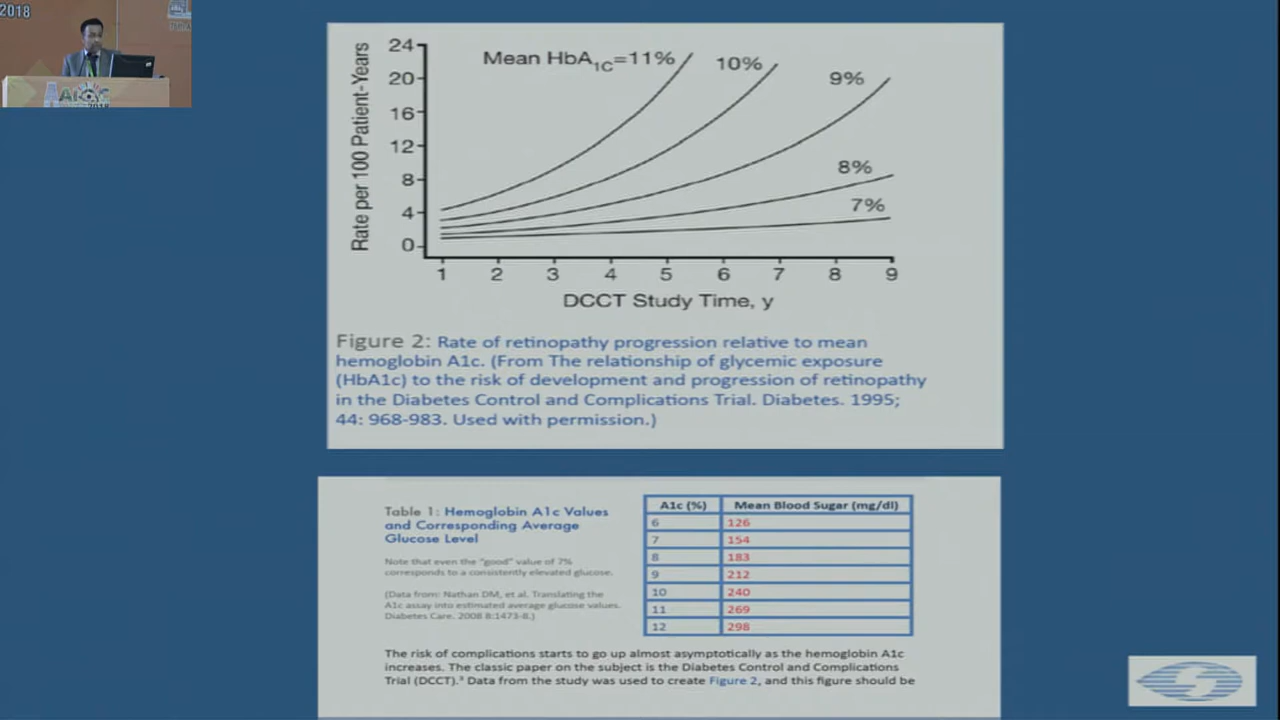 2018
AIOC
2018
24
20
16
12
8
4
0
Rate per 100 Patient-Years
Mean HbA1C=11%
10%
9%
8%
7%
1 2 3 4 5 6 7 8 9
DCCT Study Time, y
Figure 2: Rate of retinopathy progression relative to mean
hemoglobin A1c. (From The relationship of glycemic exposure
(HbA1c) to the risk of development and progression of retinopathy
in the Diabetes Control and Complications Trial. Diabetes. 1995;
44: 968-983. Used with permission.)
Table 1: Hemoglobin A1c Values
and Corresponding Average
Glucose Level
Note that even the "good" value of 7%
corresponds to a consistently elevated glucose.
(Data from: Nathan DM, et al. Translating the
A1c assay into estimated average glucose values.
Diabetes Care. 2008 8:1473-8.)
A1c (%) Mean Blood Sugar (mg/dl)
6 126
7 154
8 183
9 212
10 240
11 269
12 298
The risk of complications starts to go up almost asymptotically as the hemoglobin A1c
increases. The classic paper on the subject is the Diabetes Control and Complications
Trial (DCCT).³ Data from the study was used to create Figure 2, and this figure should be